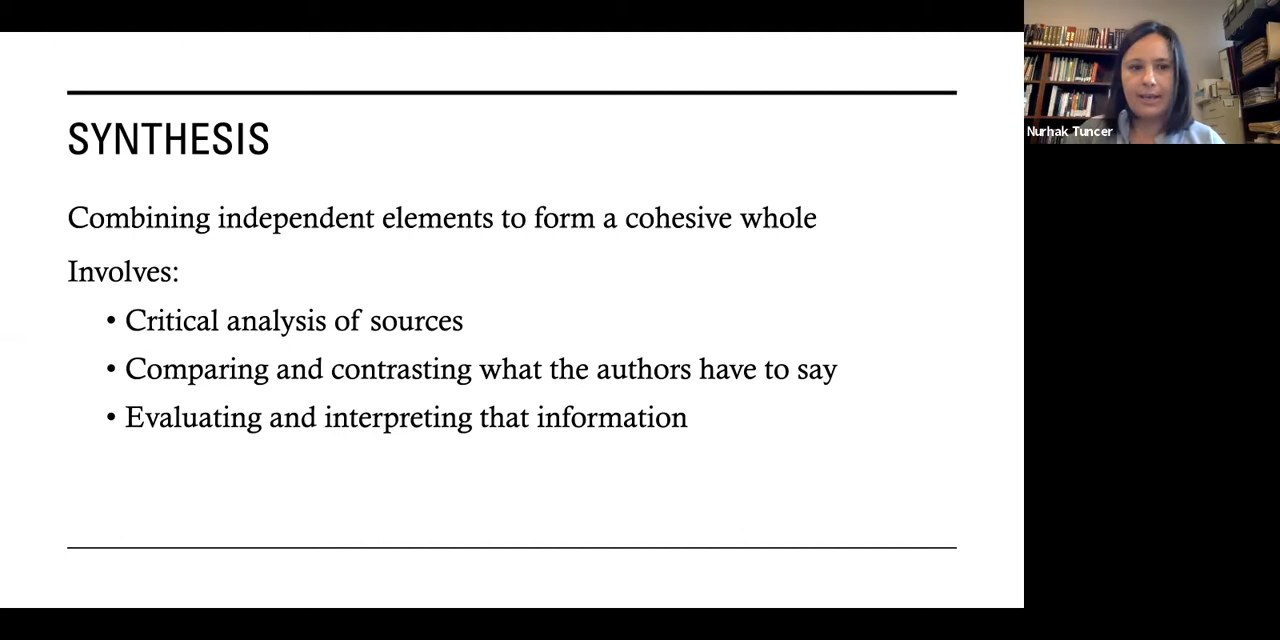 SYNTHESIS
Combining independent elements to form a cohesive whole
Involves:
• Critical analysis of sources
• Comparing and contrasting what the authors have to say
• Evaluating and interpreting that information
Nurhak Tuncer